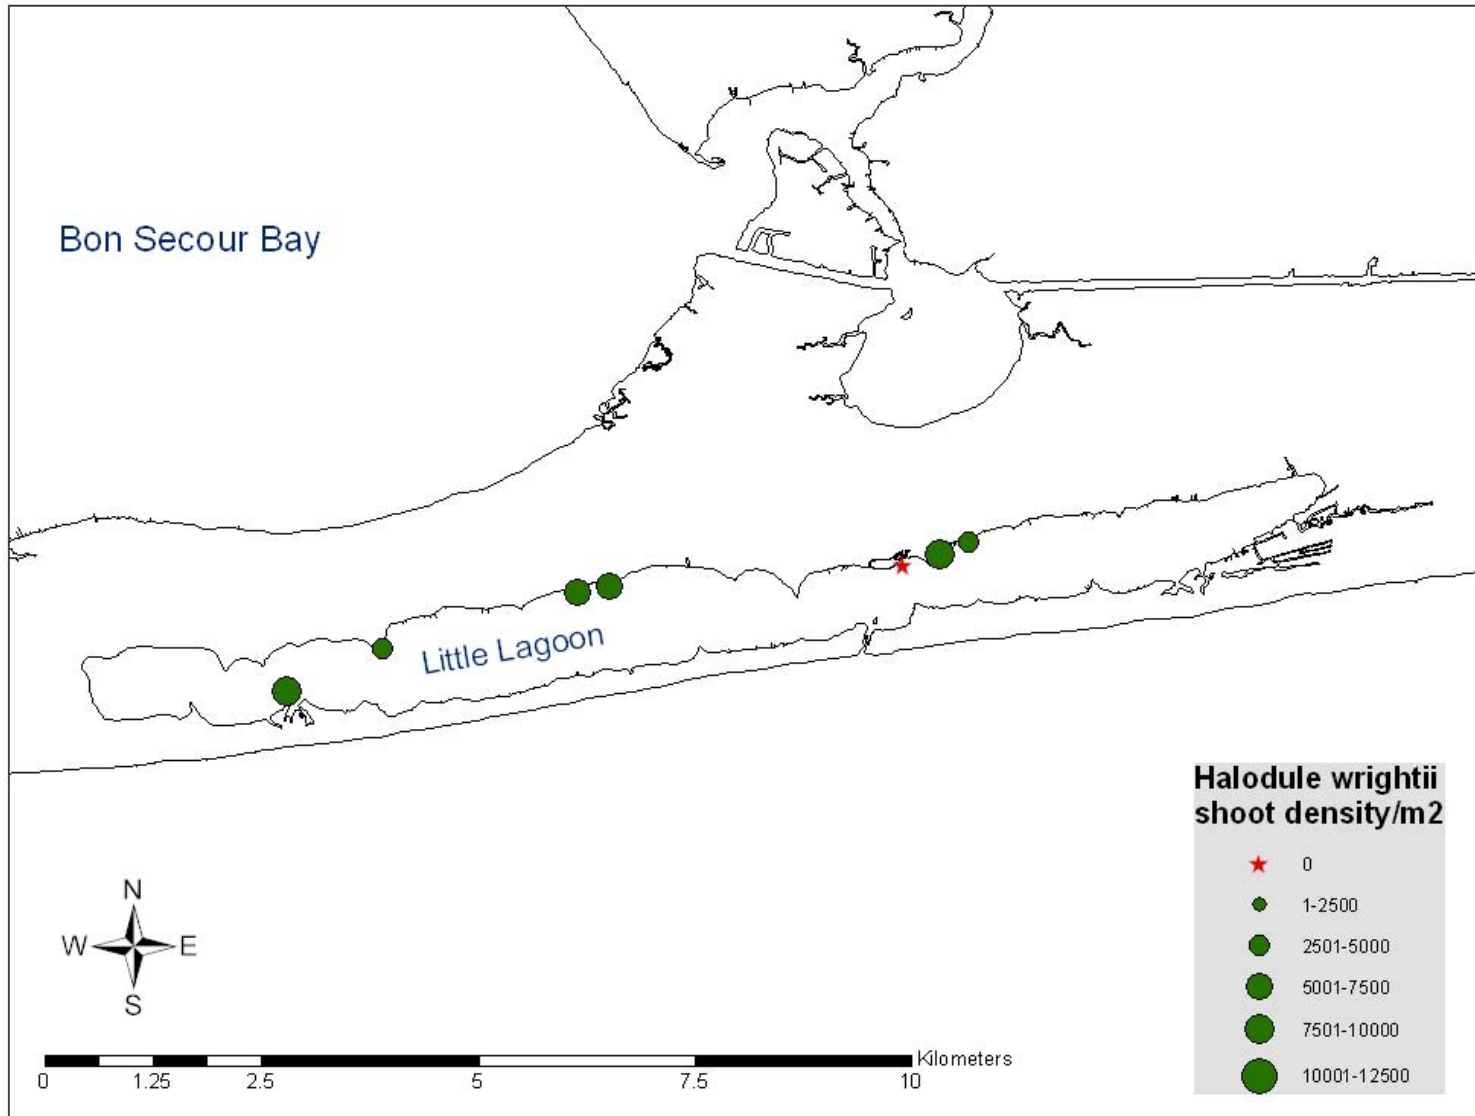 Bon Secour Bay
Little Lagoon
Halodule wrightii
shoot density/m2
0
1-2500
2501-5000
5001-7500
7501-10000
10001-12500
N
W E
S
Kilometers
0 1.25 2.5 5 7.5 10